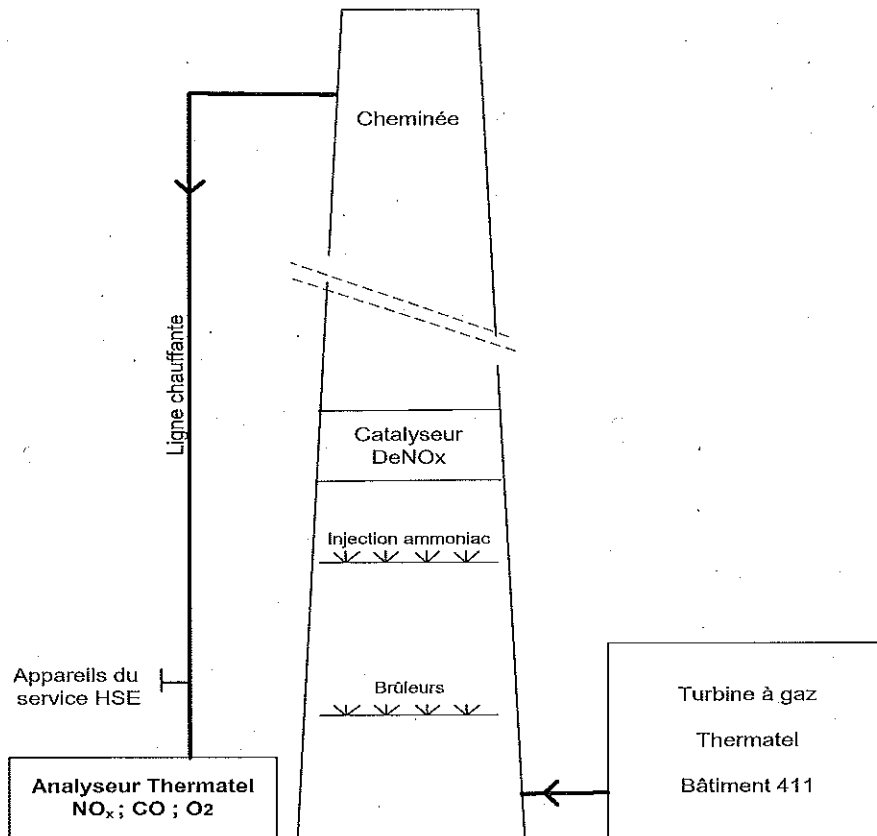 Cheminée
Ligne chauffante
Catalyseur
DeNOx
Injection ammoniac
Appareils du
service HSE
Brûleurs
Turbine à gaz
Thermatel
Bâtiment 411
Analyseur Thermatel
NOx ; CO ; O2